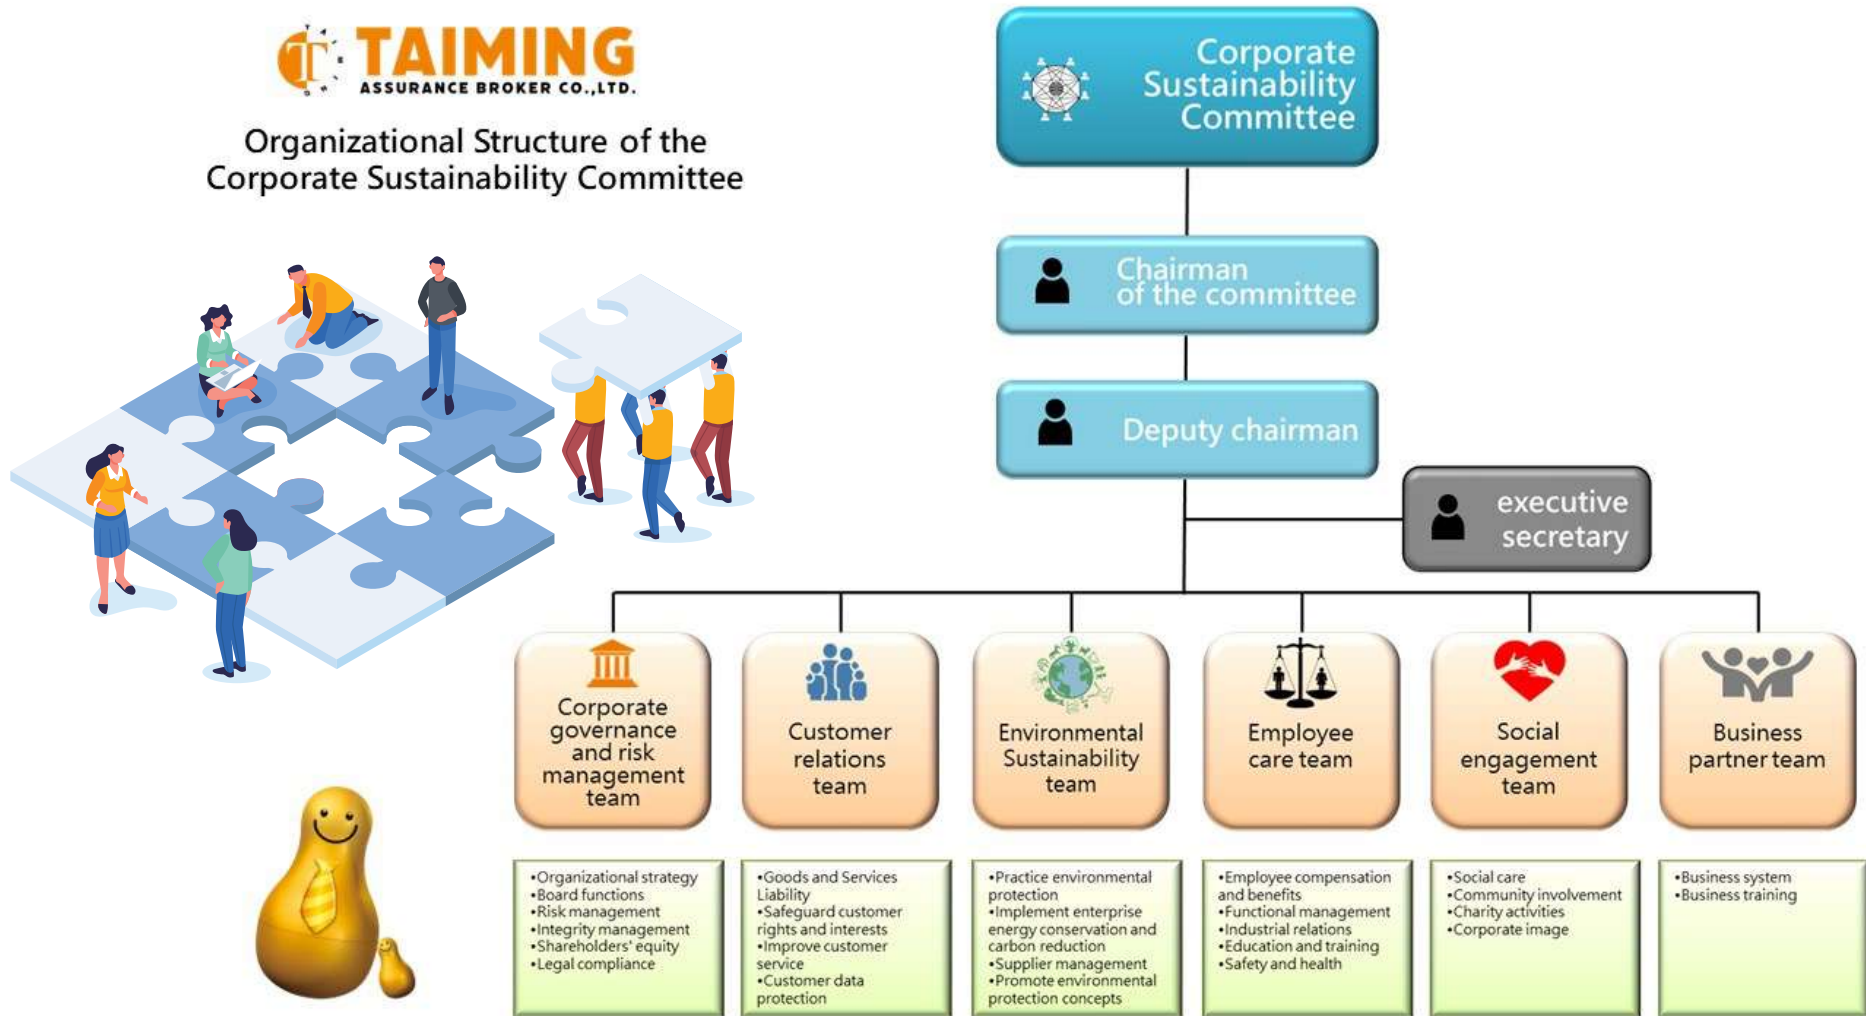 T
TAIMING
ASSURANCE BROKER CO.,LTD.
Organizational Structure of the
Corporate Sustainability Committee
Corporate
Sustainability
Committee
Chairman
of the committee
Deputy chairman
executive
secretary
Corporate
governance
and risk
management
team
Customer
relations
team
Environmental
Sustainability
team
Employee
care team
Social
engagement
team
Business
partner team
•Organizational strategy
•Board functions
•Risk management
•Integrity management
•Shareholders' equity
•Legal compliance
•Goods and Services
Liability
•Safeguard customer
rights and interests
•Improve customer
service
•Customer data
protection
•Practice environmental
protection
•Implement enterprise
energy conservation and
carbon reduction
•Supplier management
•Promote environmental
protection concepts
•Employee compensation
and benefits
•Functional management
•Industrial relations
•Education and training
•Safety and health
•Social care
•Community involvement
•Charity activities
•Corporate image
•Business system
•Business training